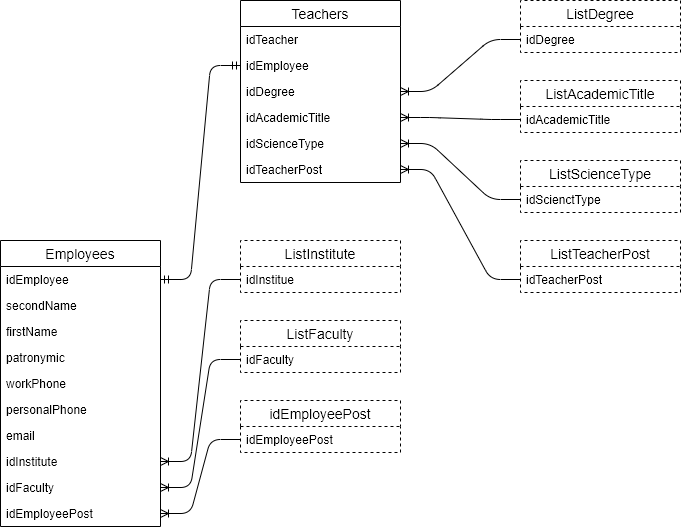 Teachers
idTeacher
idEmployee
idDegree
idAcademicTitle
idScienceType
idTeacherPost
ListDegree
idDegree
ListAcademicTitle
idAcademicTitle
ListScienceType
idScienctType
ListTeacherPost
idTeacherPost
Employees
idEmployee
secondName
firstName
patronymic
workPhone
personalPhone
email
idInstitute
idFaculty
idEmployeePost
ListInstitute
idInstitue
ListFaculty
idFaculty
idEmployeePost
idEmployeePost